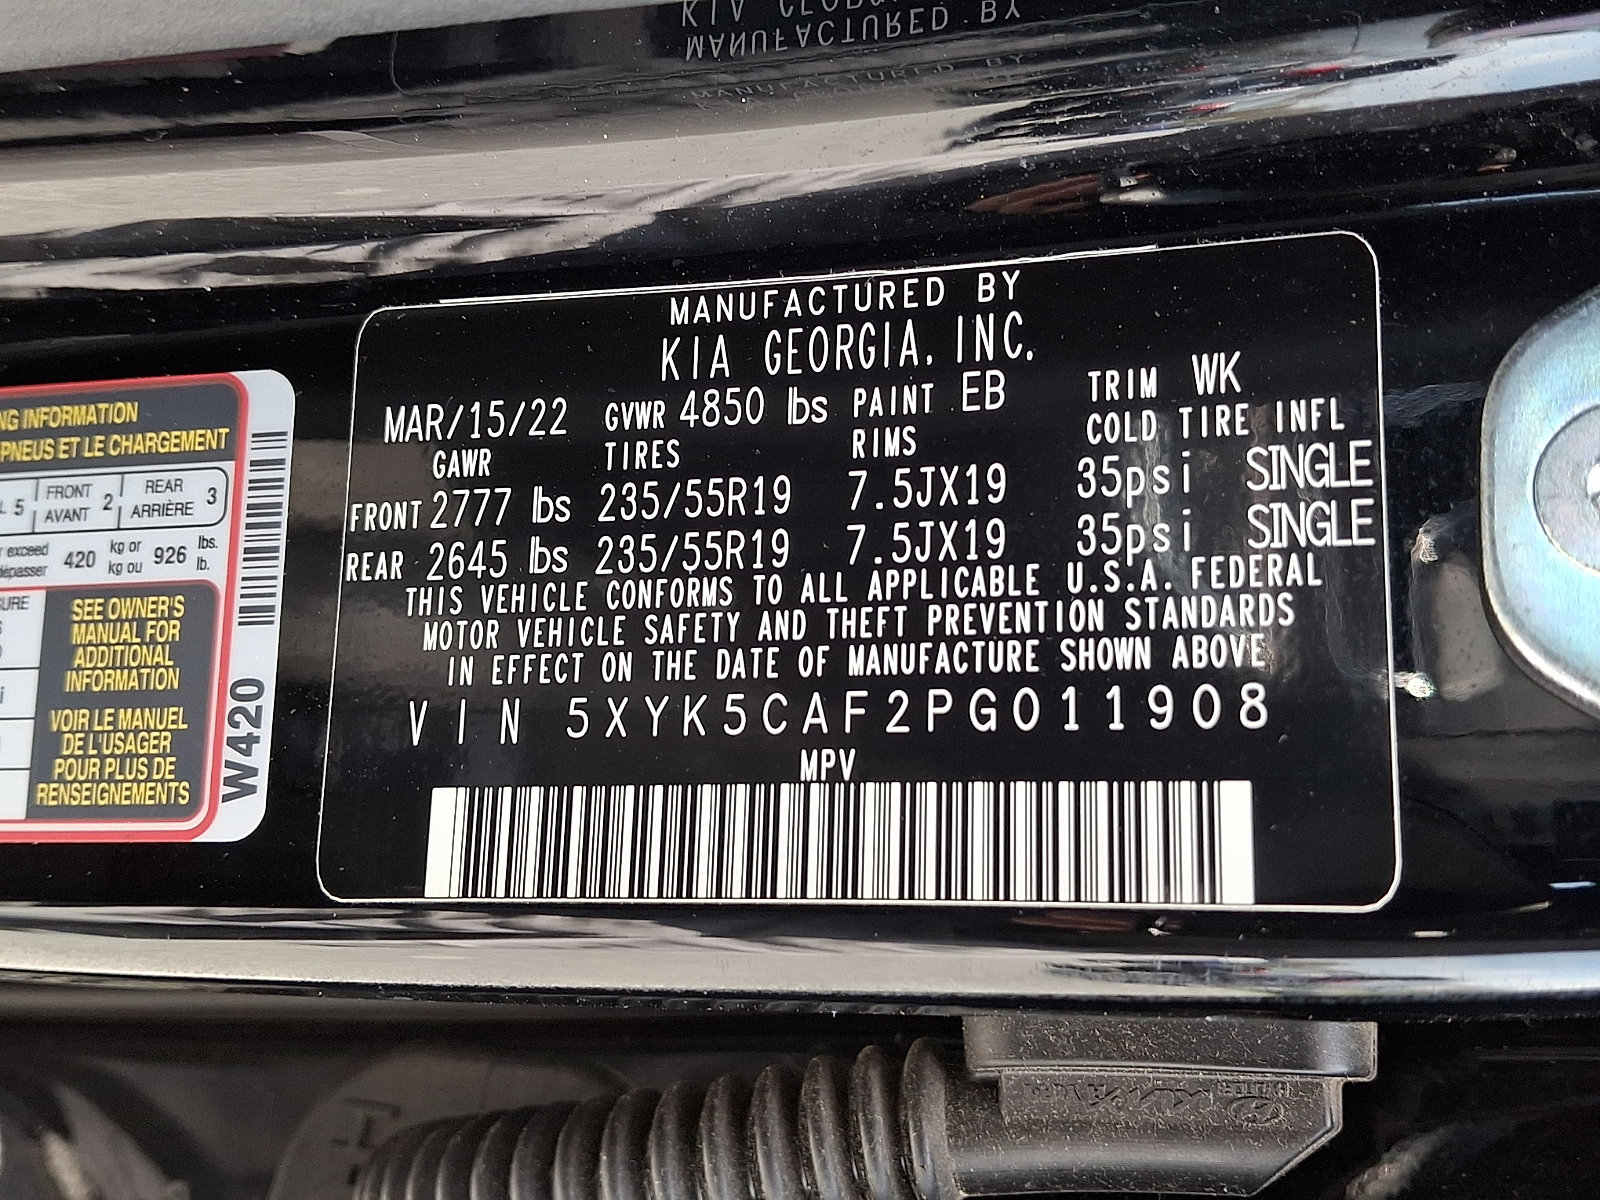 MANUFACTURED BY
KIA GEORGIA, INC.
MAR/15/22 GVWR 4850 lbs PAINT EB TRIM WK
GAWR TIRES RIMS COLD TIRE INFL
FRONT 2777 lbs 235/55R19 7.5JX19 35psi SINGLE
REAR 2645 lbs 235/55R19 7.5JX19 35psi SINGLE
THIS VEHICLE CONFORMS TO ALL APPLICABLE U.S.A. FEDERAL
MOTOR VEHICLE SAFETY AND THEFT PREVENTION STANDARDS
IN EFFECT ON THE DATE OF MANUFACTURE SHOWN ABOVE
VIN 5XYK5CAF2PG011908
MPV
INFORMATION
PNEUS ET LE CHARGEMENT
5 FRONT 2 REAR 3
AVANT ARRIÈRE
exceed 420 kg or 926 lbs.
dépasser kg ou lb.
SEE OWNER'S
MANUAL FOR
ADDITIONAL
INFORMATION
VOIR LE MANUEL
DE L'USAGER
POUR PLUS DE
RENSEIGNEMENTS
W420